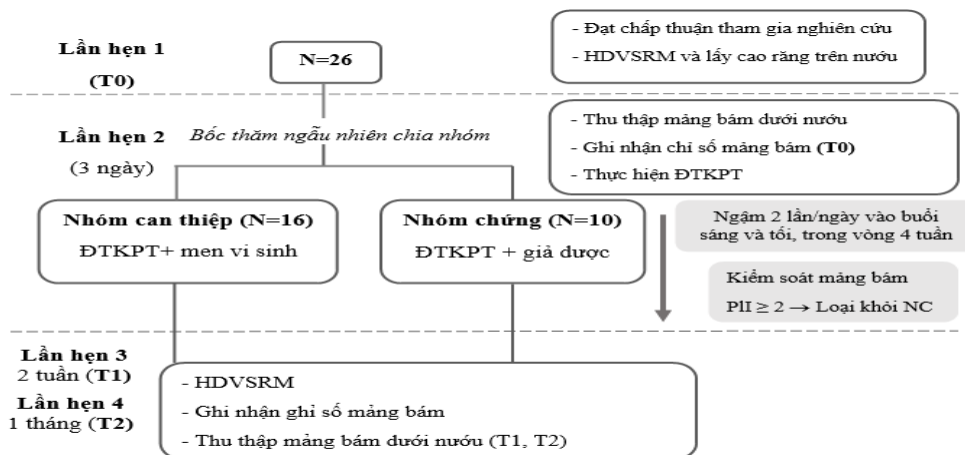 Lần hẹn 1
(T0)
N=26
- Đạt chấp thuận tham gia nghiên cứu
- HDVSRM và lấy cao răng trên nướu
Lần hẹn 2
(3 ngày)
Bốc thăm ngẫu nhiên chia nhóm
- Thu thập mảng bám dưới nướu
- Ghi nhận chỉ số mảng bám (T0)
- Thực hiện ĐTKPT
Nhóm can thiệp (N=16)
ĐTKPT+ men vi sinh
Nhóm chứng (N=10)
ĐTKPT + giả dược
Ngậm 2 lần/ngày vào buổi
sáng và tối, trong vòng 4 tuần
Kiểm soát mảng bám
PlI ≥ 2 → Loại khỏi NC
Lần hẹn 3
2 tuần (T1)
Lần hẹn 4
1 tháng (T2)
- HDVSRM
- Ghi nhận ghỉ số mảng bám
- Thu thập mảng bám dưới nướu (T1, T2)